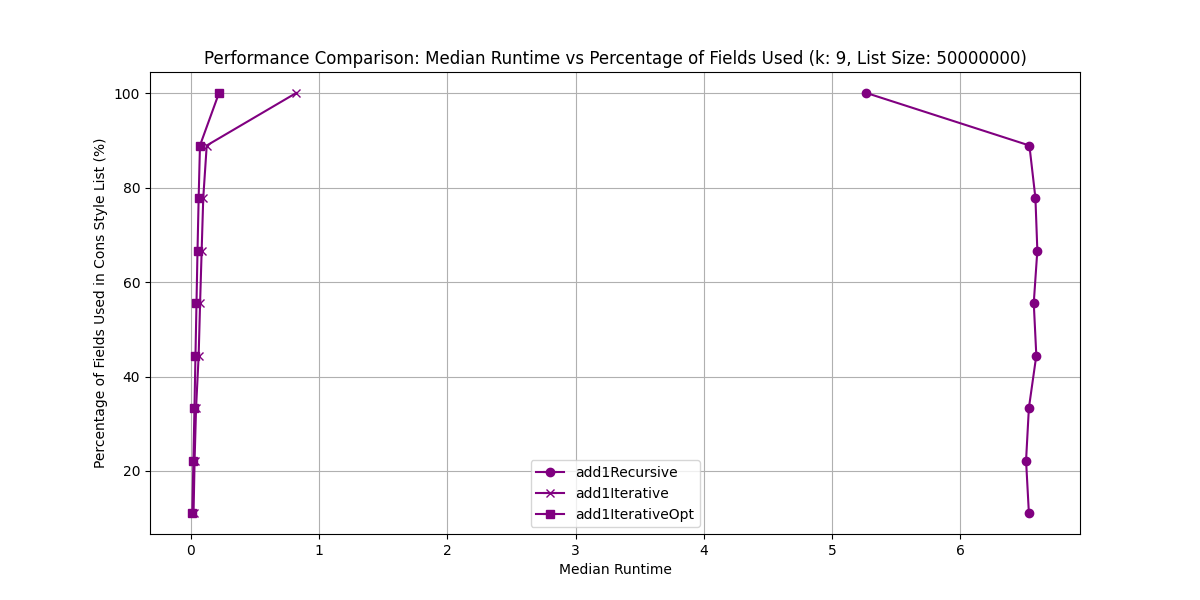 Performance Comparison: Median Runtime vs Percentage of Fields Used (k: 9, List Size: 50000000)
Percentage of Fields Used in Cons Style List (%)
100
80
60
40
20
add1Recursive
add1Iterative
add1IterativeOpt
0 1 2 3 4 5 6
Median Runtime